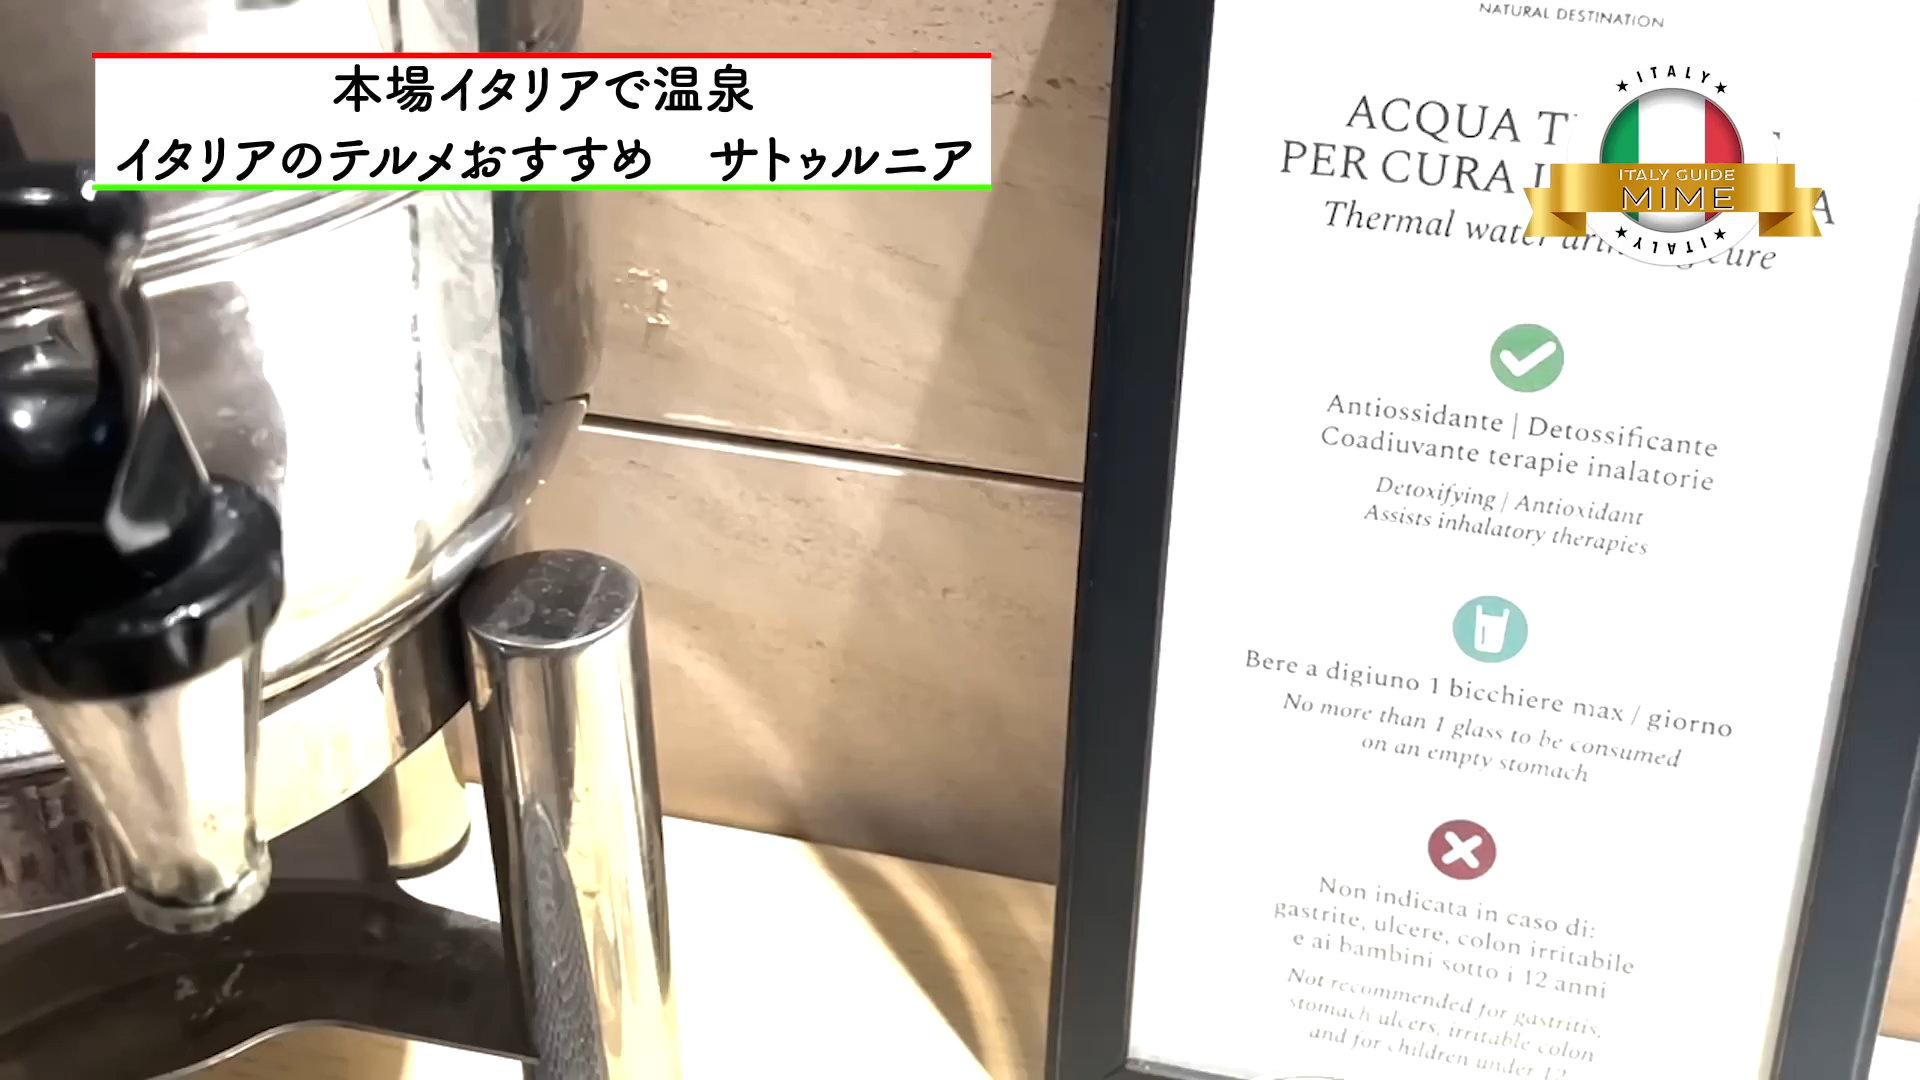 本場イタリアで温泉
イタリアのテルメおすすめ　サトゥルニア
NATURAL DESTINATION
ITALY
ITALY GUIDE
MIME
ITALY
ACQUA
PER CURA
Thermal water cure
Antiossidante | Detossificante
Coadiuvante terapie inalatorie
Detoxifying | Antioxidant
Assists inhalatory therapies
Bere a digiuno 1 bicchiere max / giorno
No more than 1 glass to be consumed
on an empty stomach
Non indicata in caso di:
gastrite, ulcere, colon irritabile
e ai bambini sotto i 12 anni
Not recommended for gastritis,
stomach ulcers, irritable colon
and for children under 12